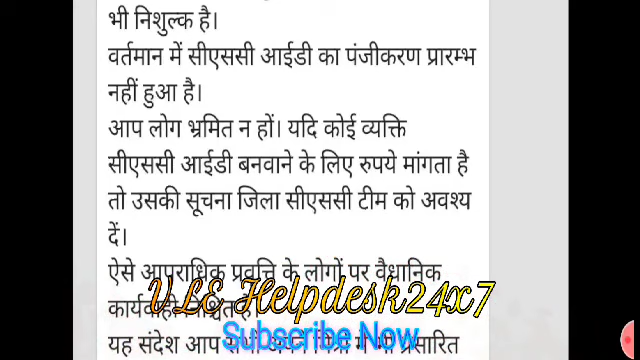 भी निशुल्क है।
वर्तमान में सीएससी आईडी का पंजीकरण प्रारम्भ
नहीं हुआ है।
आप लोग भ्रमित न हों। यदि कोई व्यक्ति
सीएससी आईडी बनवाने के लिए रुपये मांगता है
तो उसकी सूचना जिला सीएससी टीम को अवश्य
दें।
ऐसे आपराधिक प्रवृत्ति के लोगों पर वैधानिक
VLE Helpdesk24x7
Subscribe Now
यह संदेश आप प्रसारित